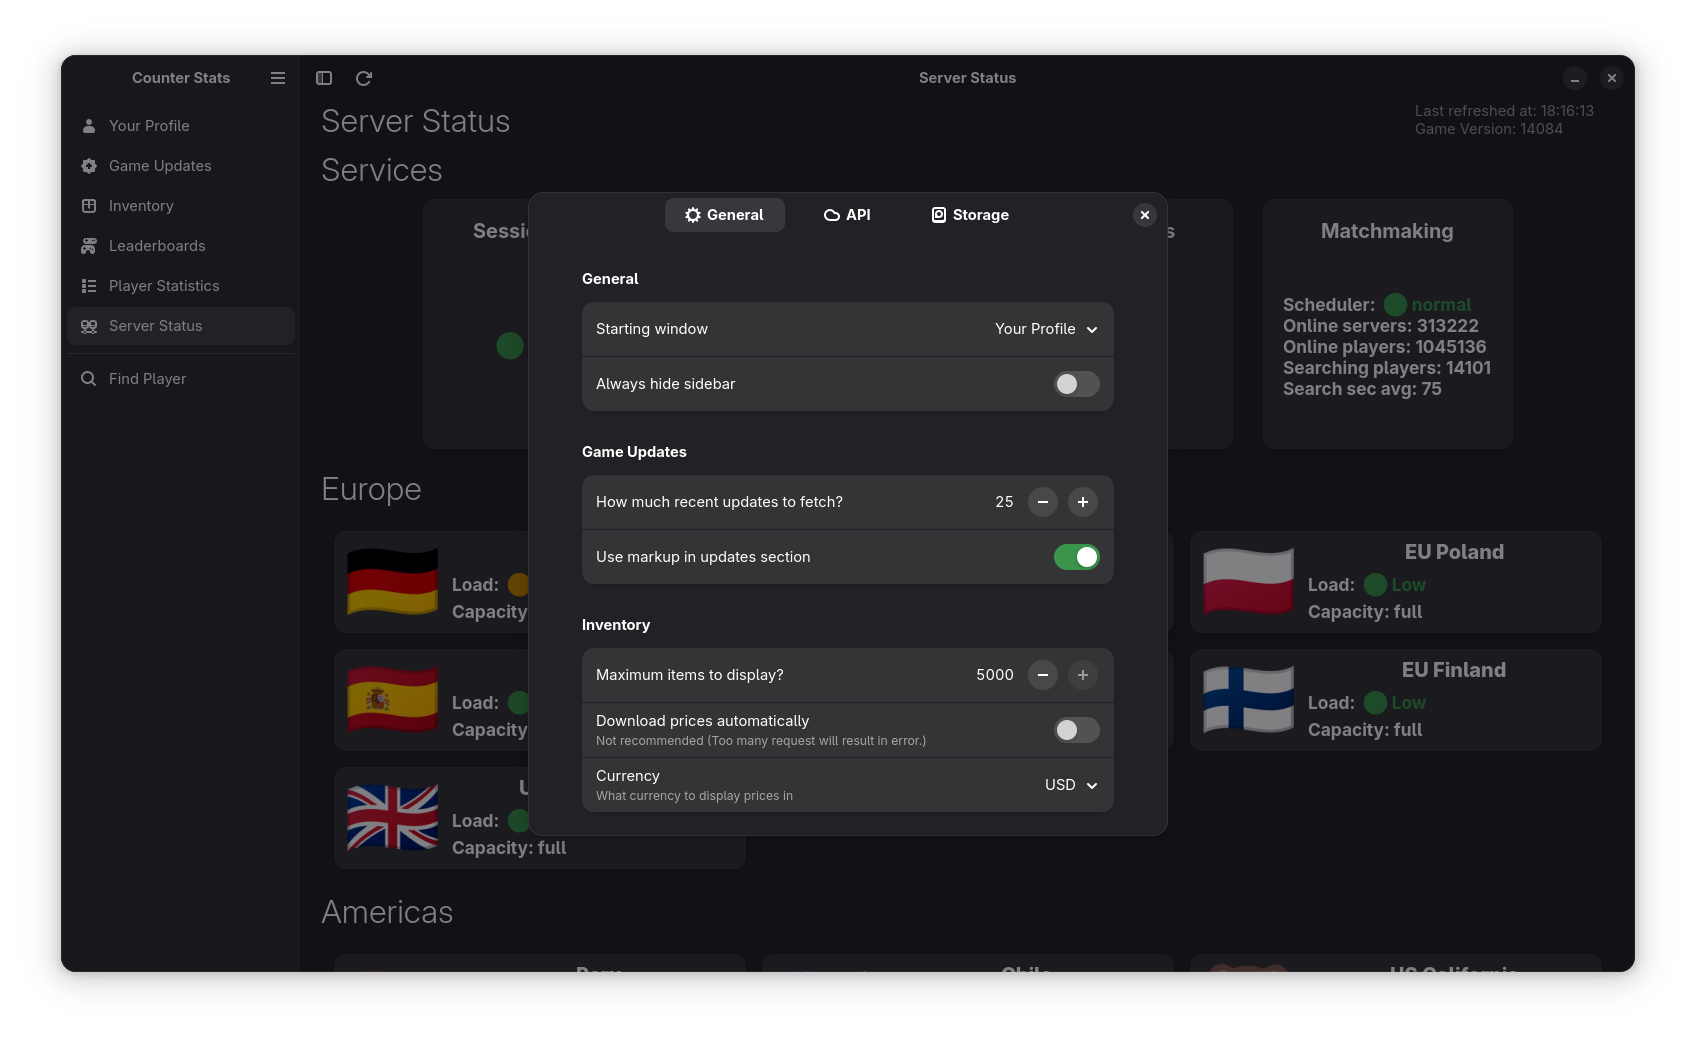 Counter Stats
Your Profile
Game Updates
Inventory
Leaderboards
Player Statistics
Server Status
Find Player
Server Status
Server Status
Last refreshed at: 18:16:13
Game Version: 14084
Services
Matchmaking
Scheduler: normal
Online servers: 313222
Online players: 1045136
Searching players: 14101
Search sec avg: 75
General
API
Storage
General
Starting window
Your Profile
Always hide sidebar
Game Updates
How much recent updates to fetch?
25
Use markup in updates section
Inventory
Maximum items to display?
5000
Download prices automatically
Not recommended (Too many request will result in error.)
Currency
What currency to display prices in
USD
Europe
Load:
Capacity
EU Poland
Load: Low
Capacity: full
Load:
Capacity
EU Finland
Load: Low
Capacity: full
Load:
Capacity: full
Americas
Peru
Chile
US California